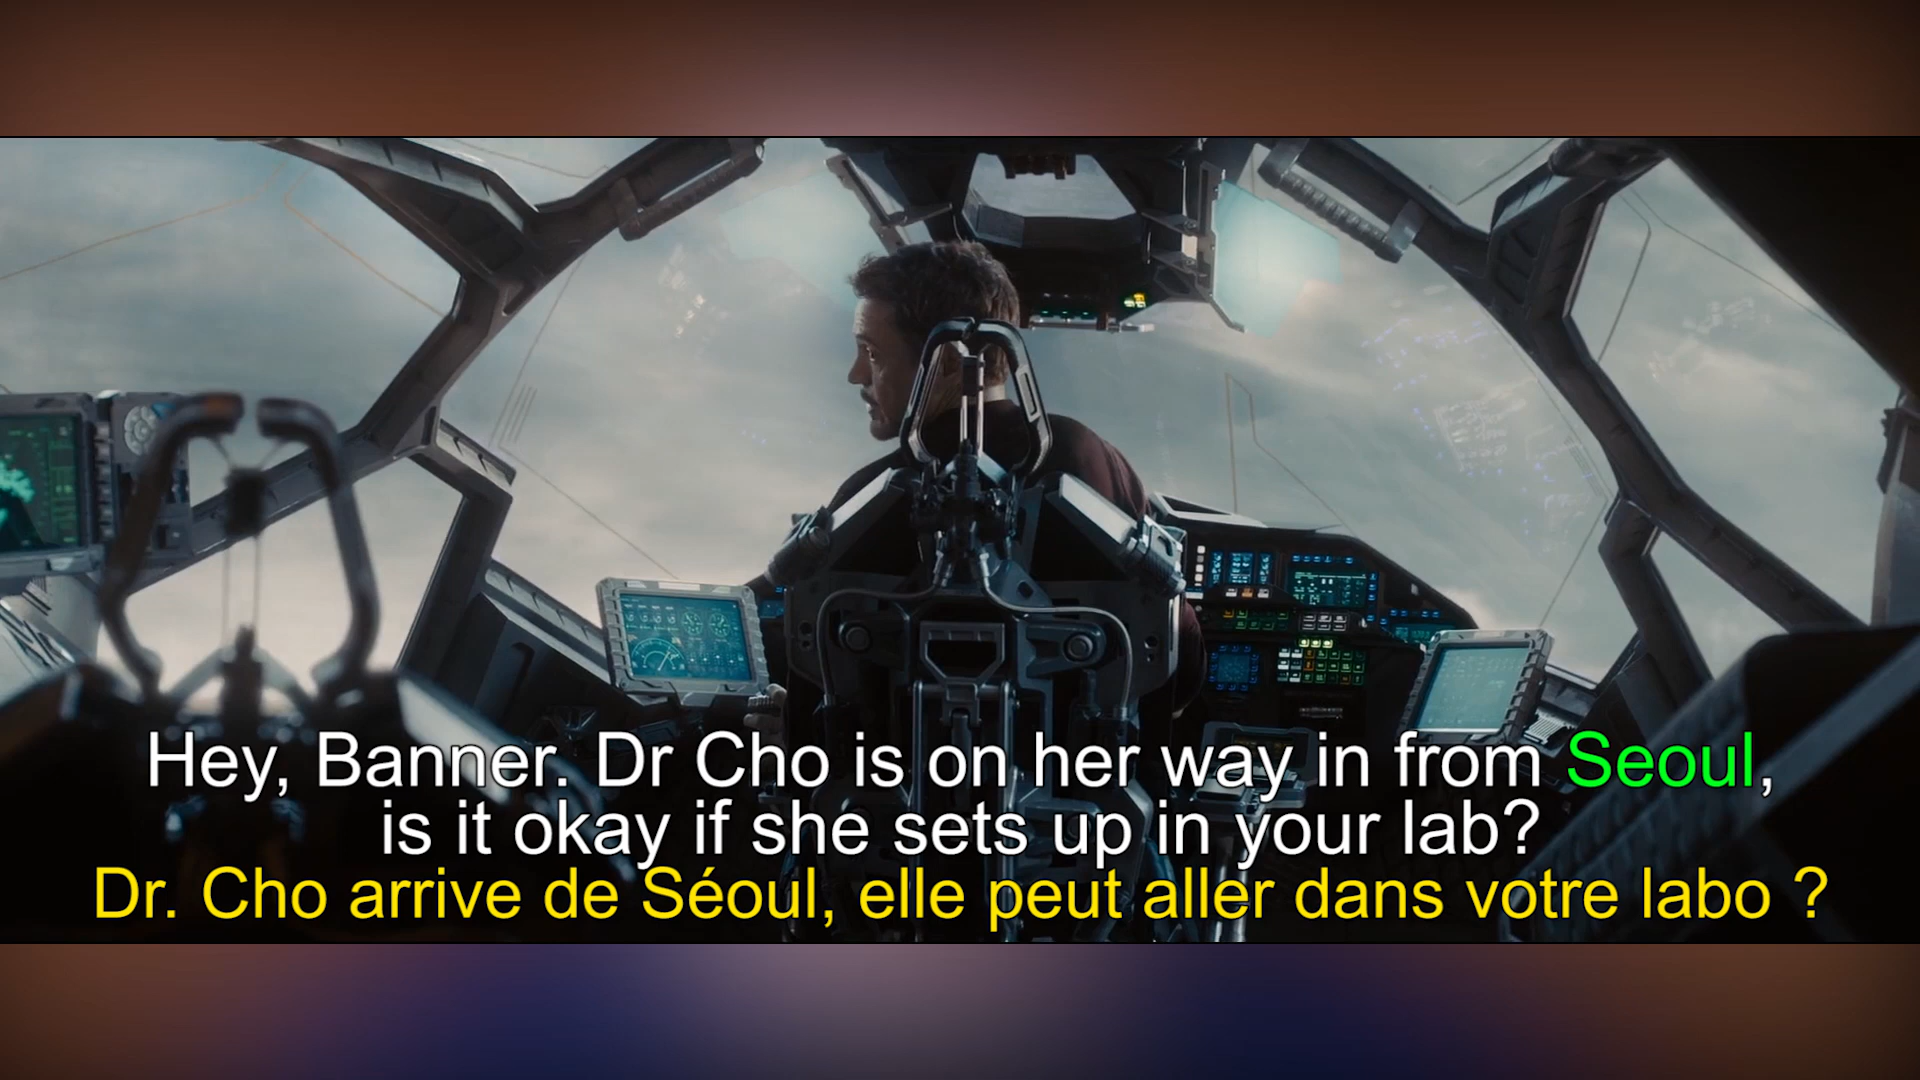 Hey, Banner. Dr Cho is on her way in from Seoul,
is it okay if she sets up in your lab?
Dr. Cho arrive de Séoul, elle peut aller dans votre labo ?